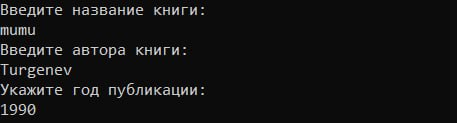 Введите название книги:
mumu
Введите автора книги:
Turgenev
Укажите год публикации:
1990